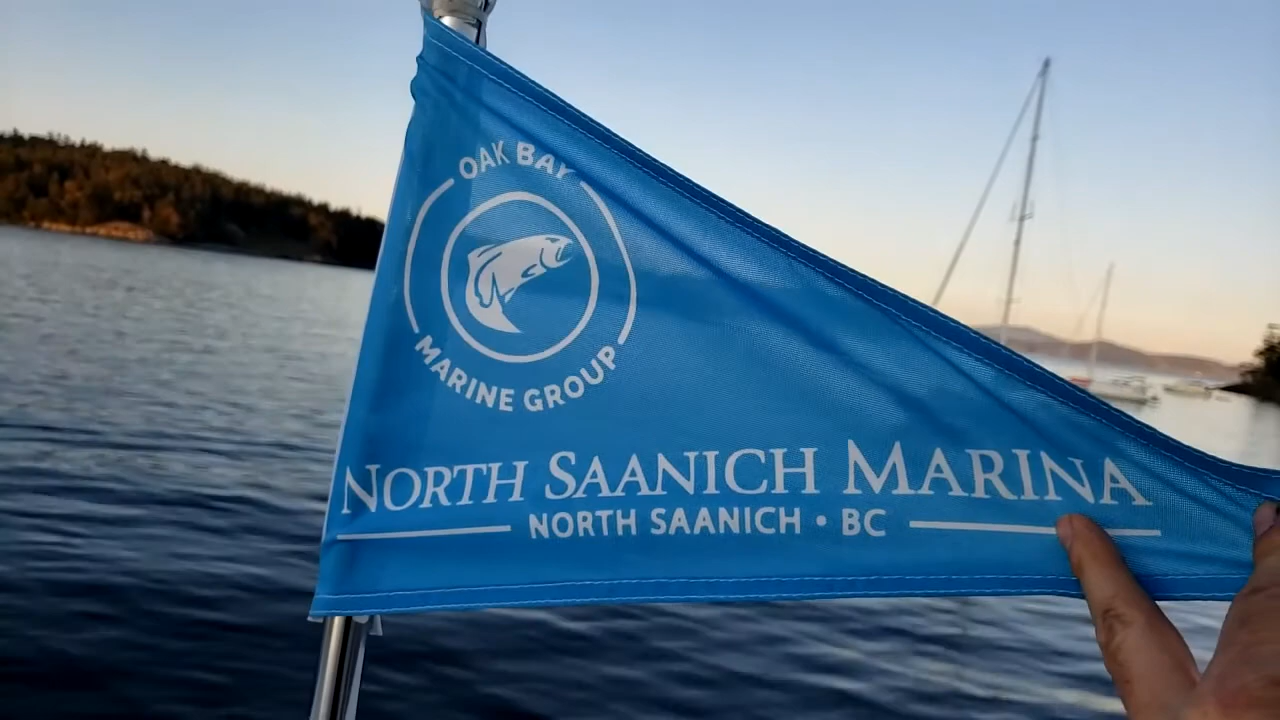 OAK BAY
MARINE GROUP
NORTH SAANICH MARINA
NORTH SAANICH • BC